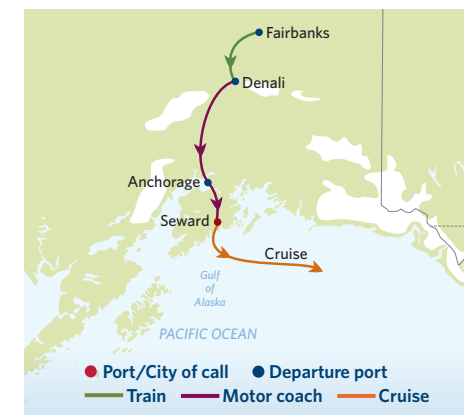 Fairbanks
Denali
Anchorage
Seward
Cruise
Gulf
of
Alaska
PACIFIC OCEAN
Port/City of call Departure port
Train Motor coach Cruise